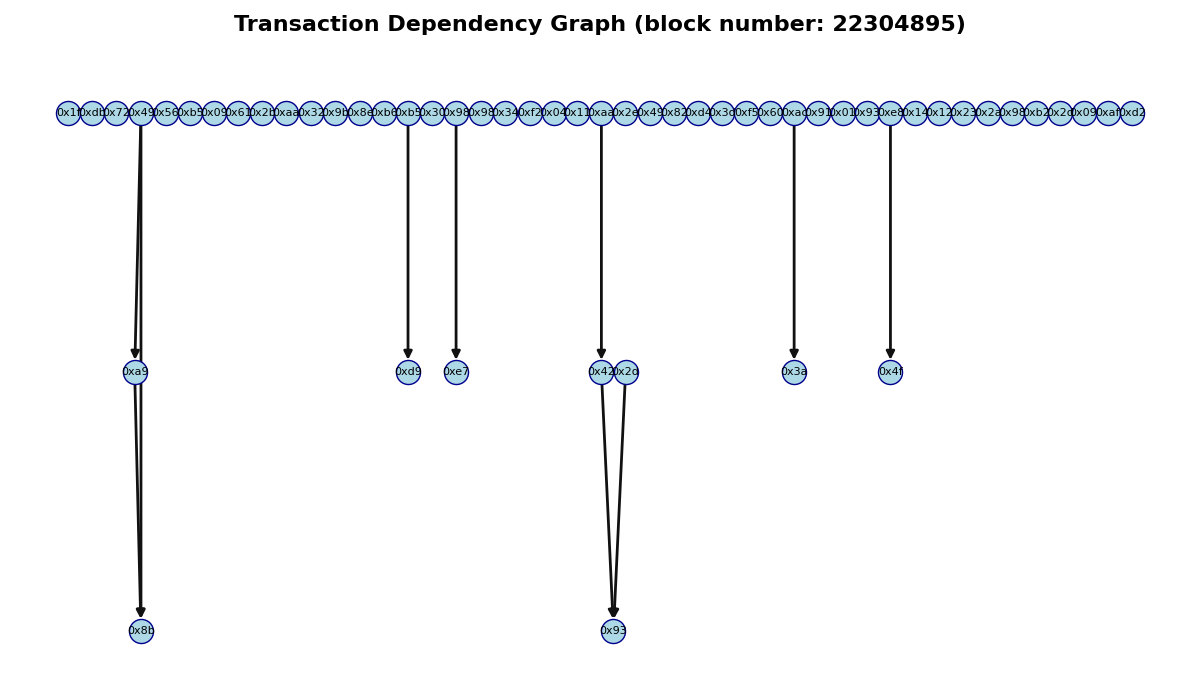 Transaction Dependency Graph (block number: 22304895)
0x1f 0xdb 0x72 0x49 0x56 0xb5 0x09 0x61 0x2b 0xaa 0x32 0x9b 0x8e 0xb6 0xb5 0x30 0x98 0x98 0x34 0xf2 0x04 0x11 0xaa 0x2e 0x49 0x82 0xd4 0x3d 0xf5 0x60 0xac 0x91 0x01 0x93 0xe8 0x14 0x12 0x23 0x2a 0x98 0xb2 0x2d 0x09 0xaf 0xd2
0xa9 0xd9 0xe7 0x42 0x2d 0x3a 0x4f
0x8b 0x93